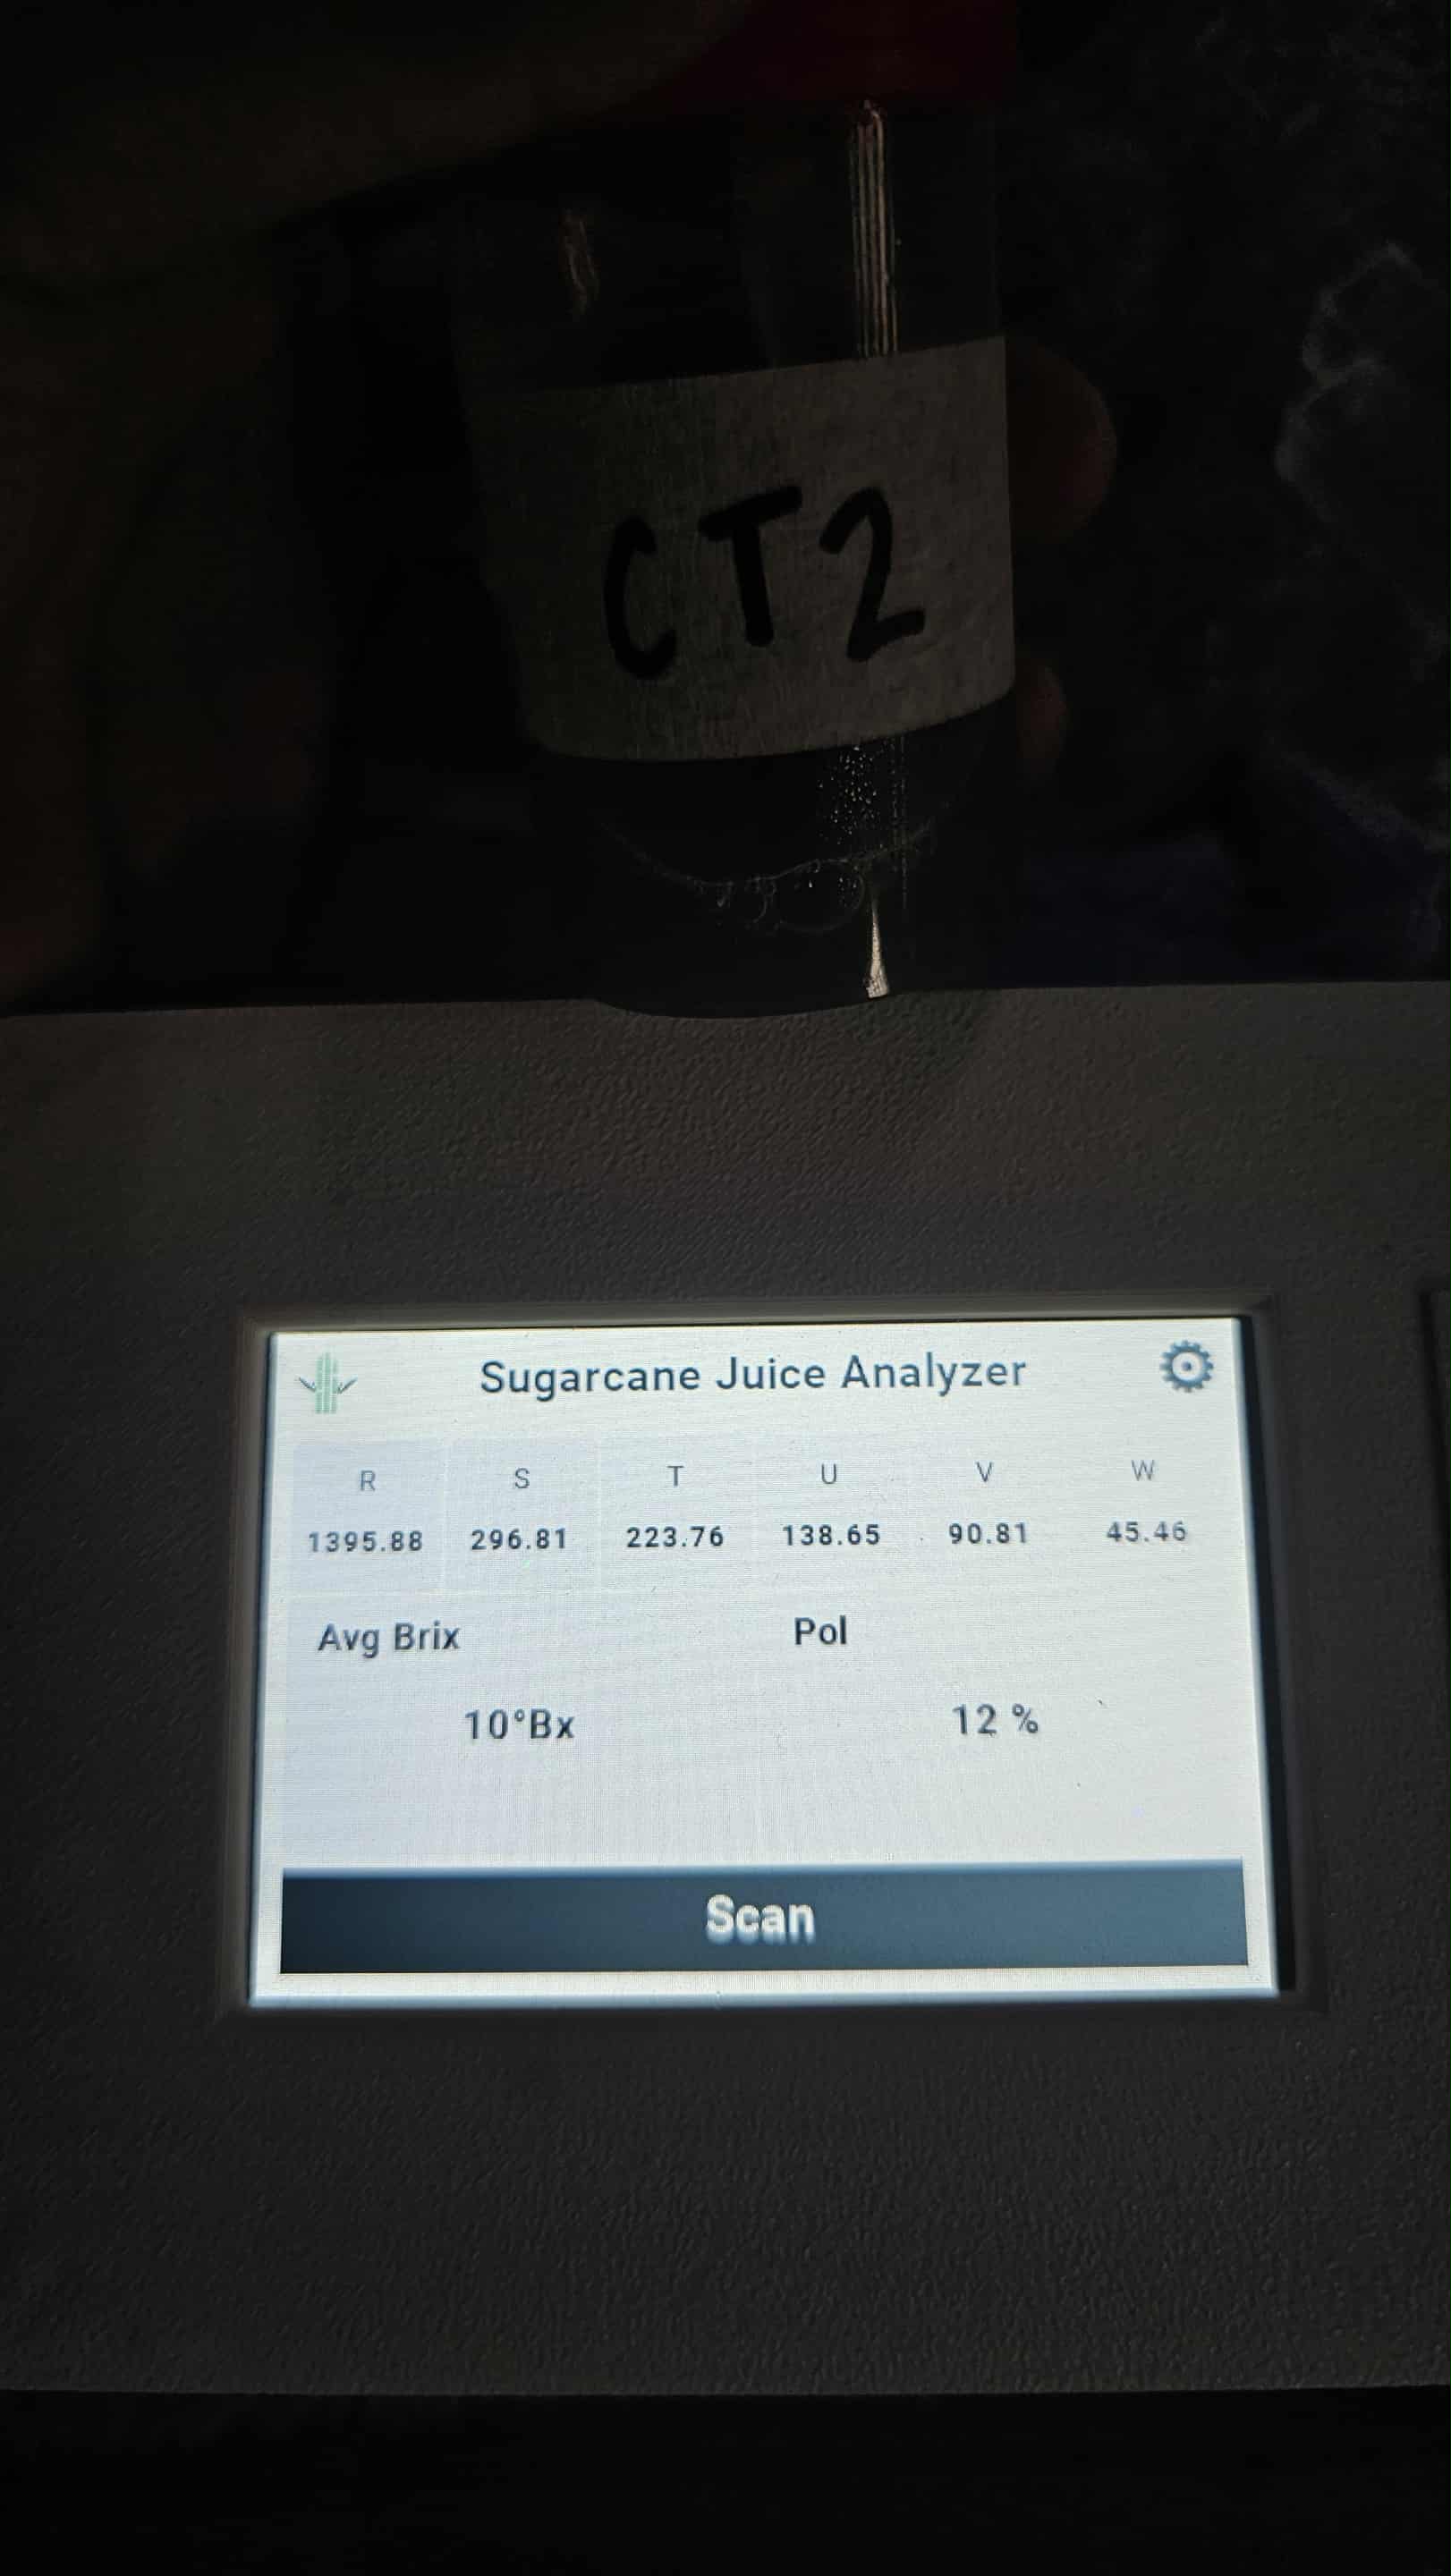 CT2
Sugarcane Juice Analyzer
R S T U V W
1395.88 296.81 223.76 138.65 90.81 45.46
Avg Brix Pol
10°Bx 12 %
Scan